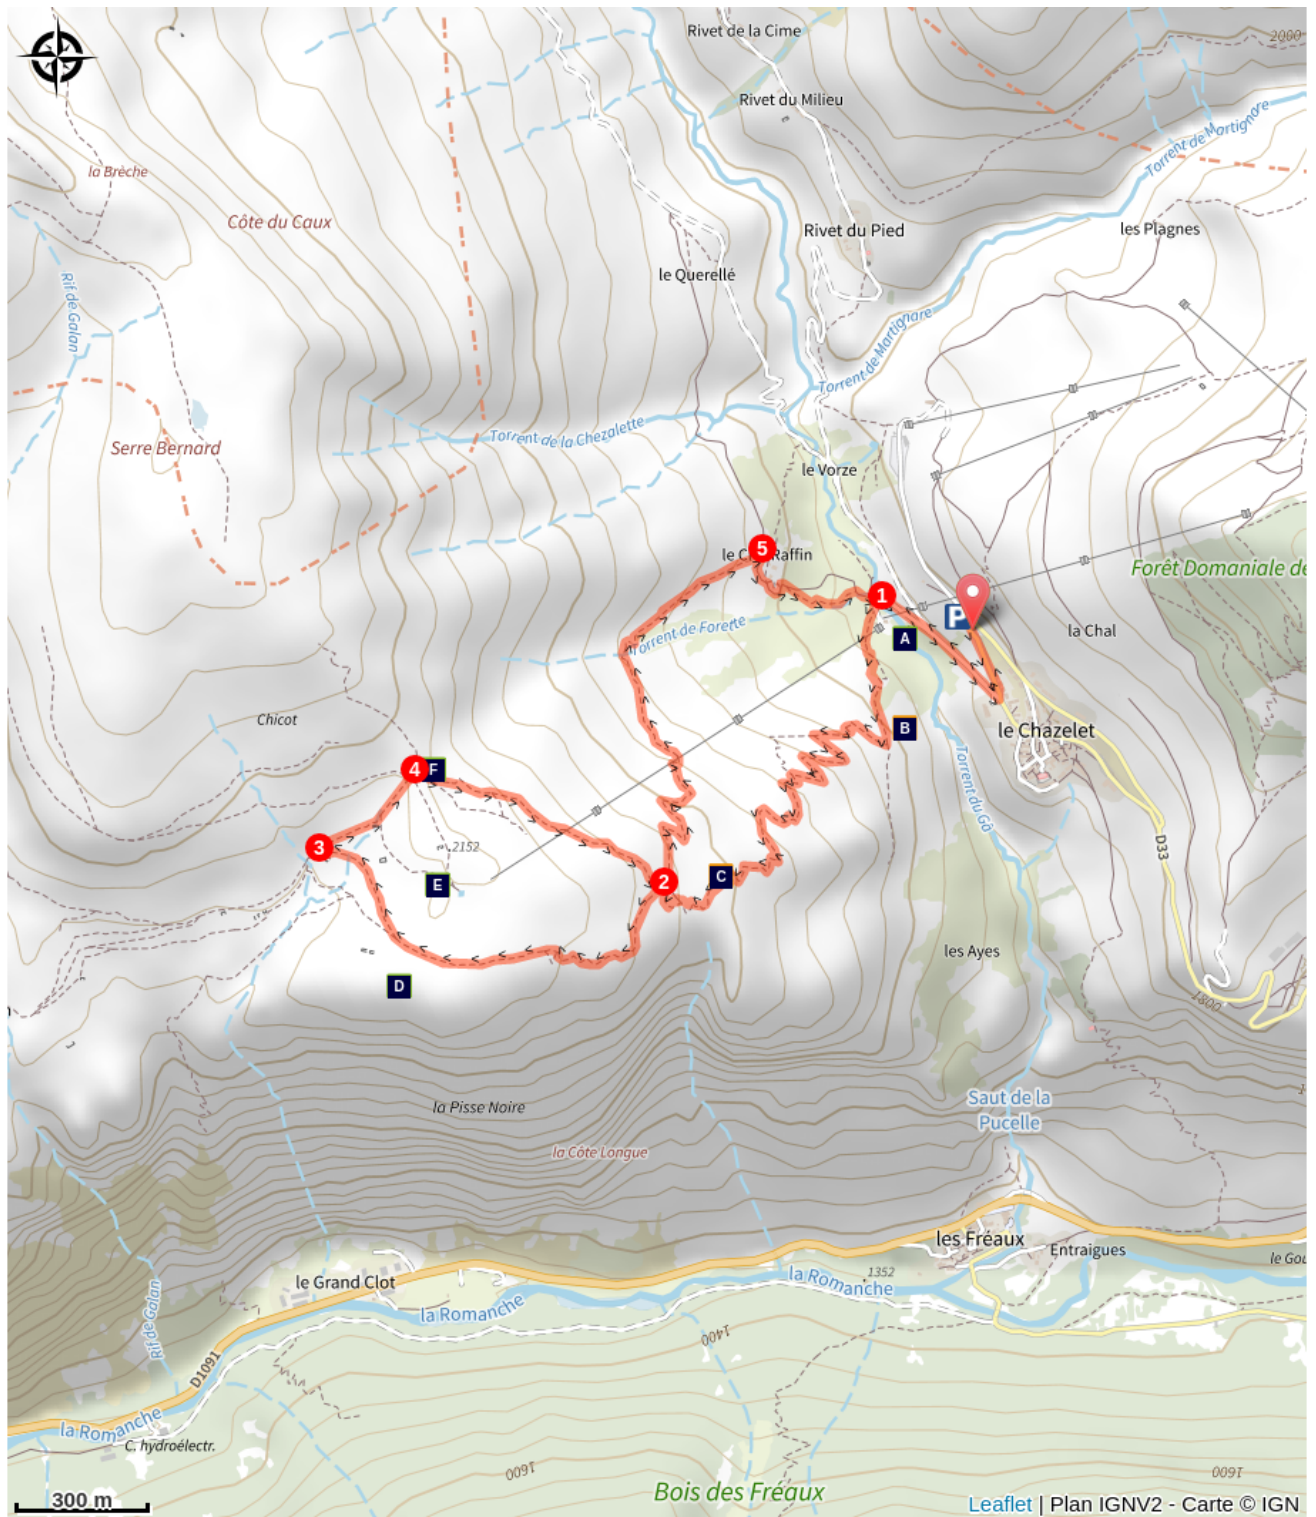 Rivet de la Cime
2000
Rivet du Milieu
Torrent de Martignare
la Brèche
Côte du Caux
Rivet du Pied
les Plagnes
le Querellé
Rif de Galan
Torrent de Martignare
Torrent de la Chezalette
Serre Bernard
le Vorze
5
Raffin
Forêt Domaniale de
1
P
Torrent de Forette
A
la Chal
Chicot
B
le Chazelet
4
F
Torrent du Gâ
3
2152
D33
E
2
C
les Ayes
D
1800
la Pisse Noire
Saut de la
Pucelle
la Côte Longue
les Fréaux
Entraigues
le Grand Clot
la Romanche
1352
la Romanche
Rif de Galan
1400
D1091
la Romanche
C. hydroélectr.
1600
1600
Bois des Fréaux
300 m
Leaflet | Plan IGNV2 - Carte © IGN